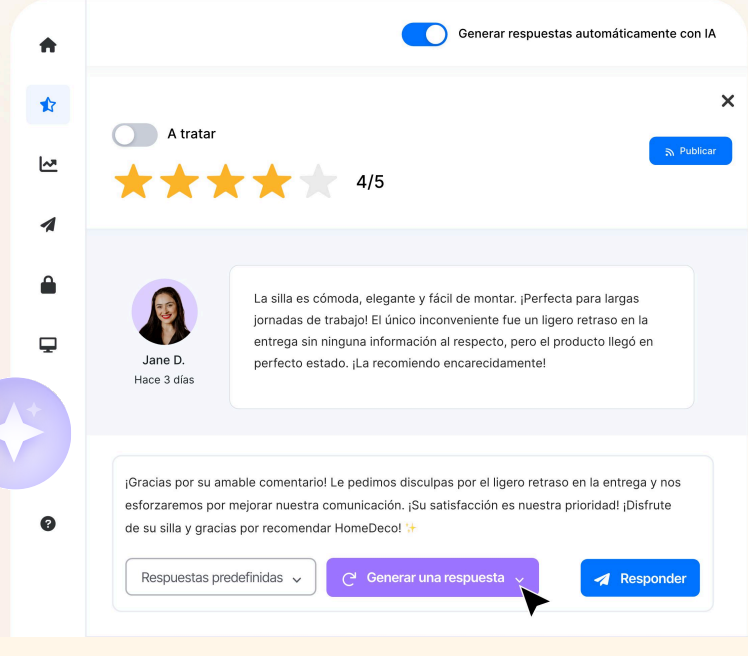 Generar respuestas automáticamente con IA
A tratar
Publicar
4/5
La silla es cómoda, elegante y fácil de montar. ¡Perfecta para largas
jornadas de trabajo! El único inconveniente fue un ligero retraso en la
entrega sin ninguna información al respecto, pero el producto llegó en
perfecto estado. ¡La recomiendo encarecidamente!
Jane D.
Hace 3 días
¡Gracias por su amable comentario! Le pedimos disculpas por el ligero retraso en la entrega y nos
esforzaremos por mejorar nuestra comunicación. ¡Su satisfacción es nuestra prioridad! ¡Disfrute
de su silla y gracias por recomendar HomeDeco! ✨
Respuestas predefinidas
Generar una respuesta
Responder